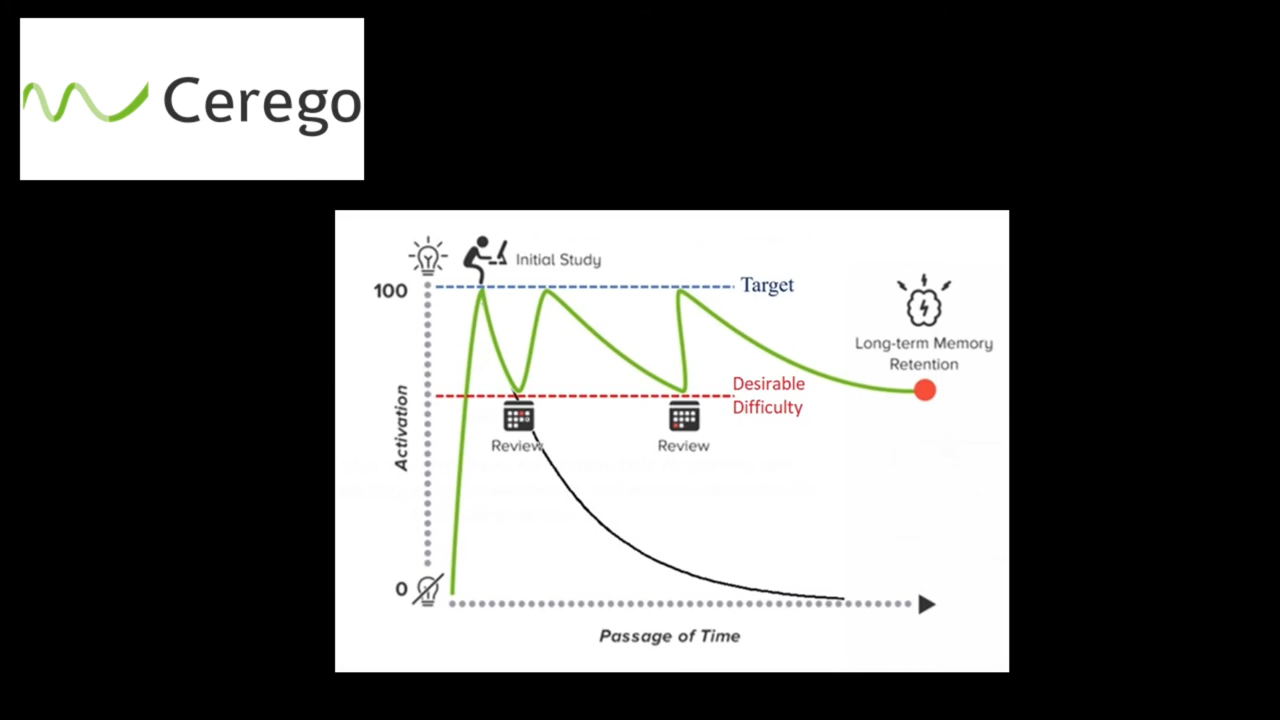 Cerego
Initial Study
100
Target
Long-term Memory
Retention
Desirable
Difficulty
Activation
Review
Review
0
Passage of Time